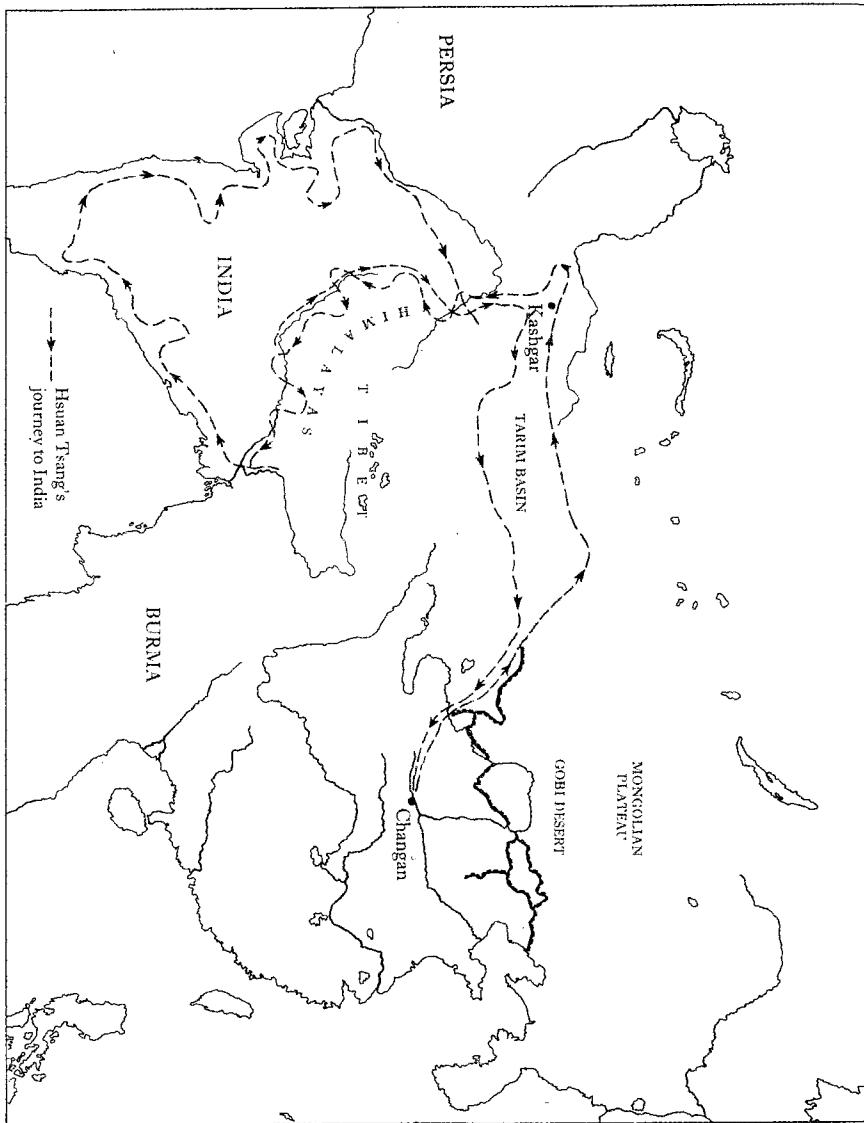 MONGOLIAN
PLATEAU
GOBI DESERT
PERSIA
Kashgar
TARIM BASIN
HIMALAYAS
TIBET
Changan
INDIA
BURMA
Hsuan Tsang's
journey to India